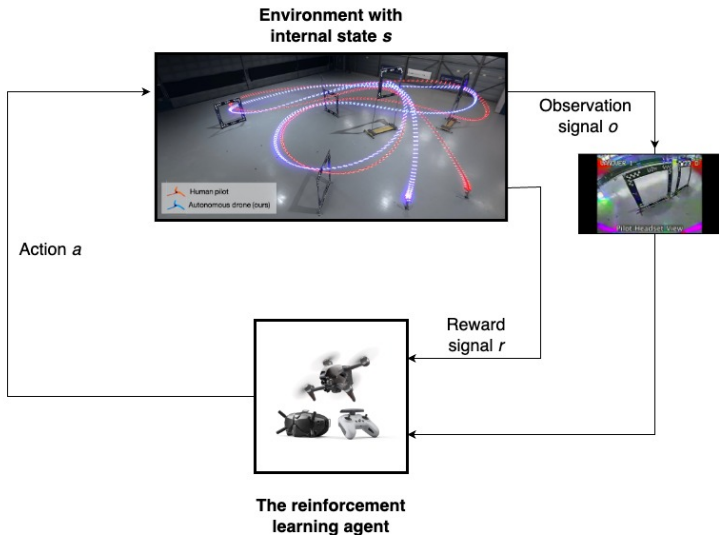 Environment with
internal state s
Human pilot
Autonomous drone (ours)
Observation
signal o
Pilot Headset View
Action a
Reward
signal r
The reinforcement
learning agent